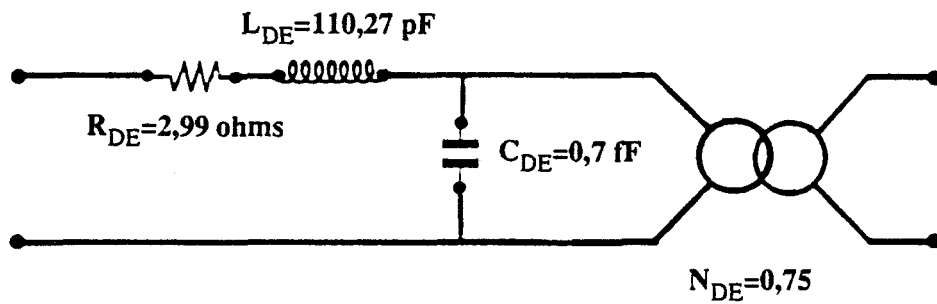 L_DE=110,27 pF
R_DE=2,99 ohms
C_DE=0,7 fF
N_DE=0,75